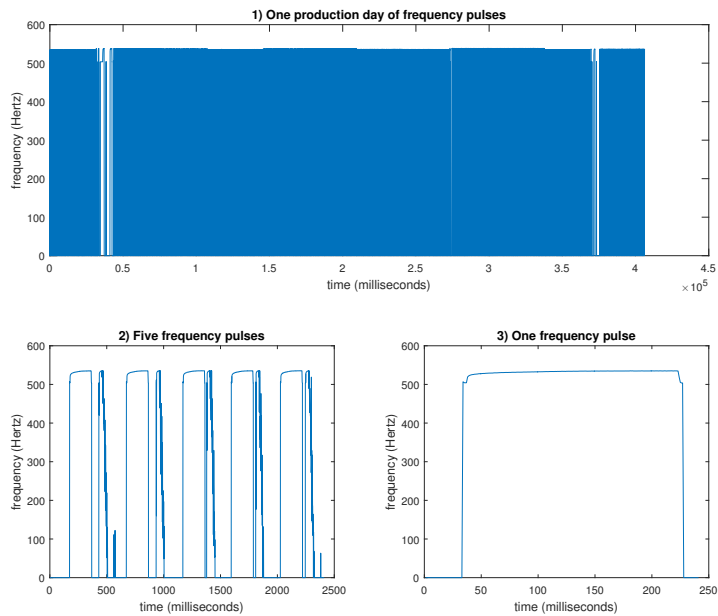 1) One production day of frequency pulses
600
500
400
300
200
100
0
frequency (Hertz)
0 0.5 1 1.5 2 2.5 3 3.5 4 4.5
time (milliseconds)
×10^5
2) Five frequency pulses
600
500
400
300
200
100
0
frequency (Hertz)
0 500 1000 1500 2000 2500
time (milliseconds)
3) One frequency pulse
600
500
400
300
200
100
0
frequency (Hertz)
0 50 100 150 200 250
time (milliseconds)